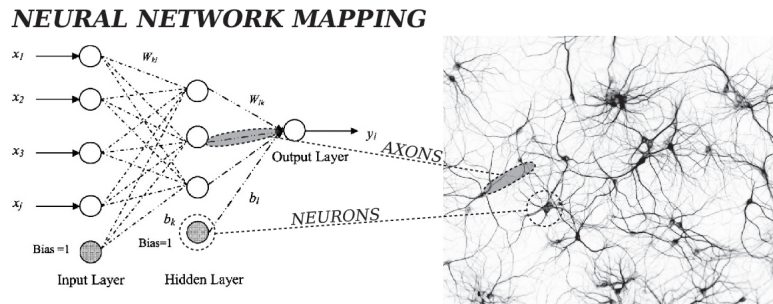 NEURAL NETWORK MAPPING
x1
x2
x3
xj
Wkj
Wlk
yl
Output Layer
AXONS
bl
bk
NEURONS
Bias =1
Bias=1
Input Layer
Hidden Layer